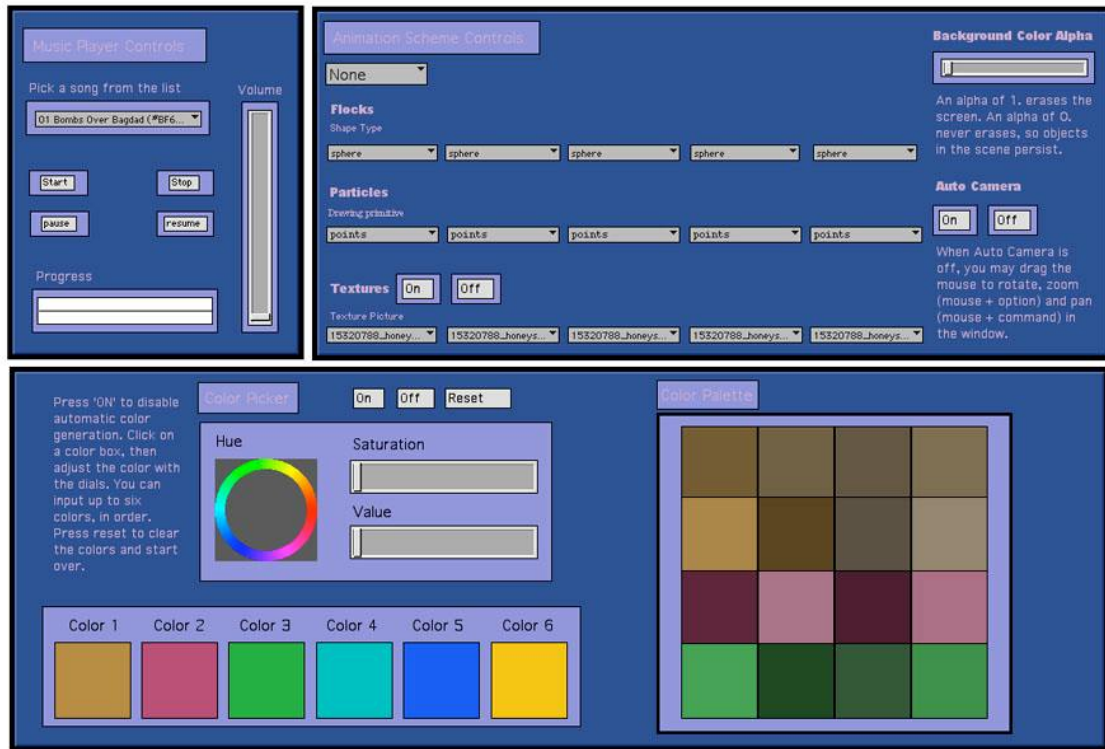 Music Player Controls
Pick a song from the list
Volume
01 Bombs Over Bagdad (#BF6...
Start
Stop
pause
resume
Progress
Animation Scheme Controls
None
Flocks
Shape Type
sphere
sphere
sphere
sphere
sphere
Particles
Drawing primitive
points
points
points
points
points
Textures
On
Off
Texture Picture
15320788_honey...
15320788_honeys...
15320788_honeys...
15320788_honeys...
15320788_honeys...
Background Color Alpha
An alpha of 1. erases the
screen. An alpha of 0.
never erases, so objects
in the scene persist.
Auto Camera
On
Off
When Auto Camera is
off, you may drag the
mouse to rotate, zoom
(mouse + option) and pan
(mouse + command) in
the window.
Press 'ON' to disable
automatic color
generation. Click on
a color box, then
adjust the color with
the dials. You can
input up to six
colors, in order.
Press reset to clear
the colors and start
over.
Color Picker
On
Off
Reset
Hue
Saturation
Value
Color 1
Color 2
Color 3
Color 4
Color 5
Color 6
Color Palette